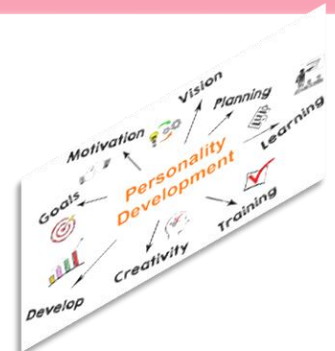 Vision
Planning
Motivation
Learning
Personality
Development
Goals
Training
Creativity
Develop